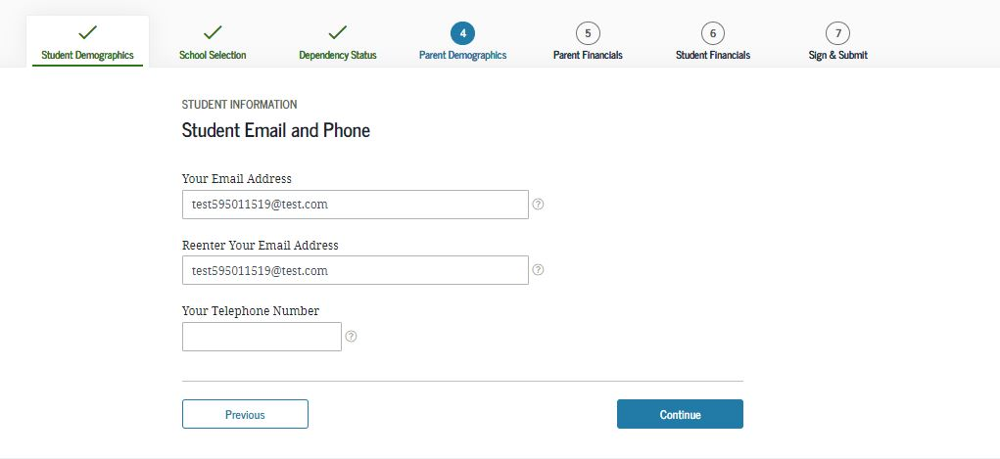 4 5 6 7
Student Demographics School Selection Dependency Status Parent Demographics Parent Financials Student Financials Sign & Submit
STUDENT INFORMATION
Student Email and Phone
Your Email Address
test595011519@test.com ?
Reenter Your Email Address
test595011519@test.com ?
Your Telephone Number
?
Previous Continue